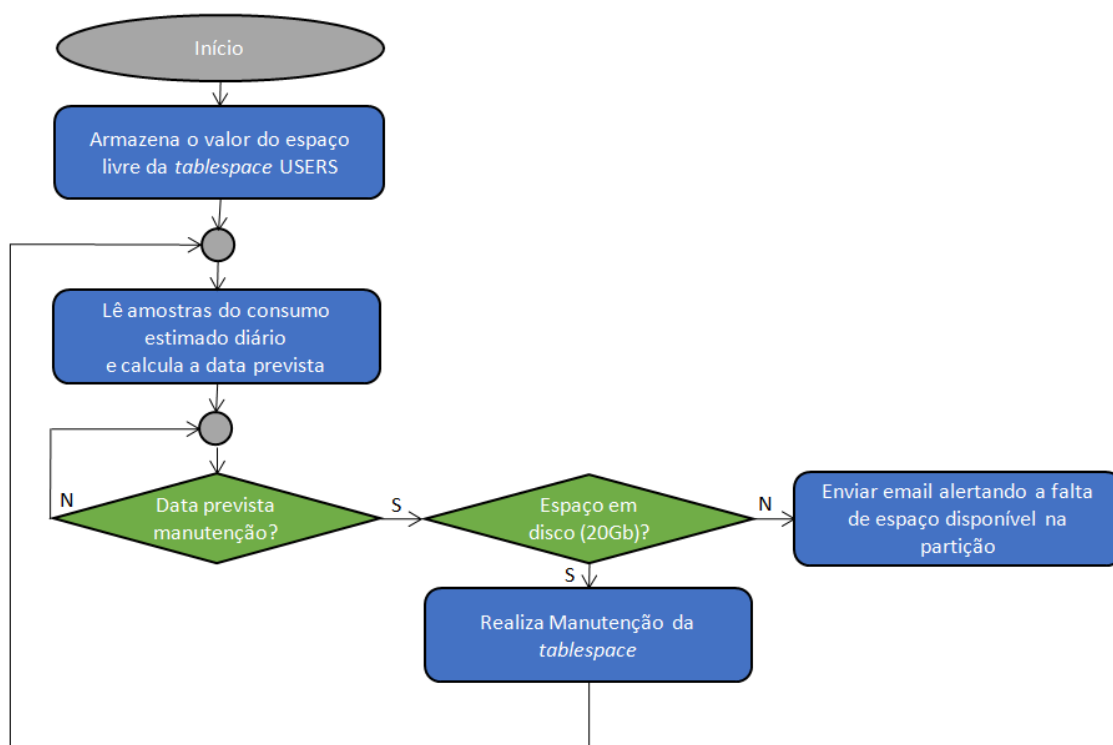 Início
Armazena o valor do espaço
livre da tablespace USERS
Lê amostras do consumo
estimado diário
e calcula a data prevista
N
Data prevista
manutenção?
S
Espaço em
disco (20Gb)?
N
Enviar email alertando a falta
de espaço disponível na
partição
S
Realiza Manutenção da
tablespace